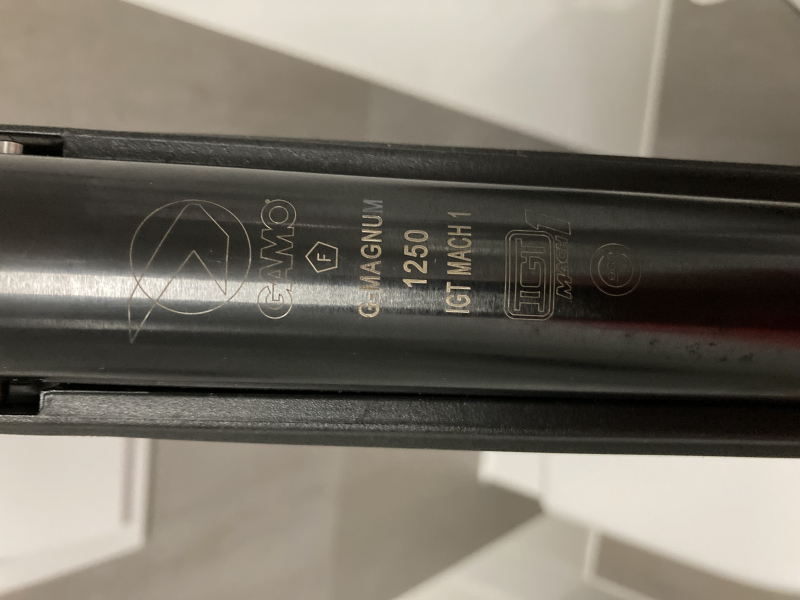 GAMO
F
G-MAGNUM
1250
IGT MACH 1
IGT MACH 1